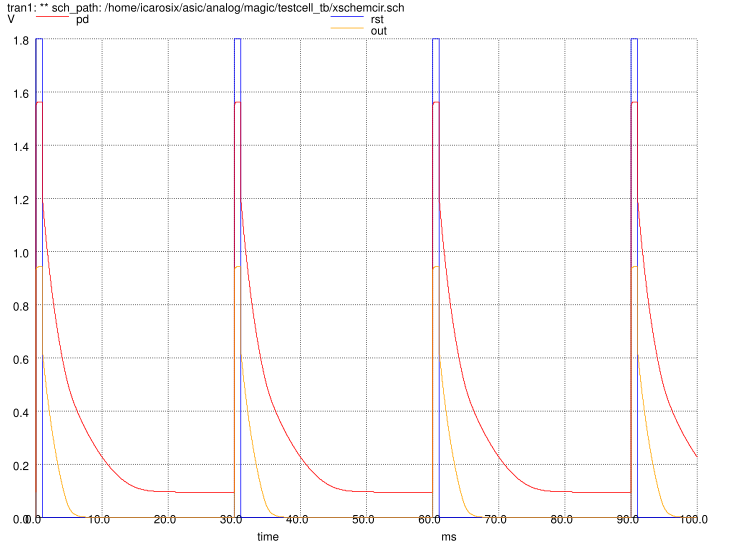 tran1: ** sch_path: /home/icarosix/asic/analog/magic/testcell_tb/xschemcir.sch
V pd rst
out
1.8
1.6
1.4
1.2
1.0
0.8
0.6
0.4
0.2
0.0
0.0 10.0 20.0 30.0 40.0 50.0 60.0 70.0 80.0 90.0 100.0
time ms